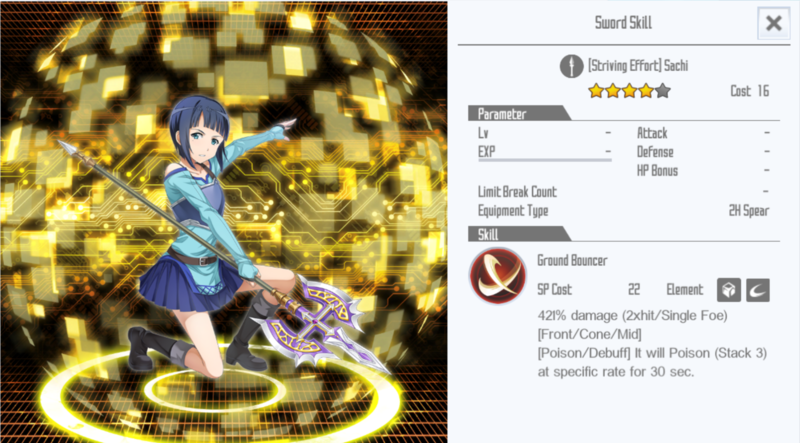 Sword Skill
[Striving Effort] Sachi
Cost 16
Parameter
Lv - Attack -
EXP - Defense -
HP Bonus -
Limit Break Count -
Equipment Type 2H Spear
Skill
Ground Bouncer
SP Cost 22 Element
421% damage (2xhit/Single Foe)
[Front/Cone/Mid]
[Poison/Debuff] It will Poison (Stack 3)
at specific rate for 30 sec.